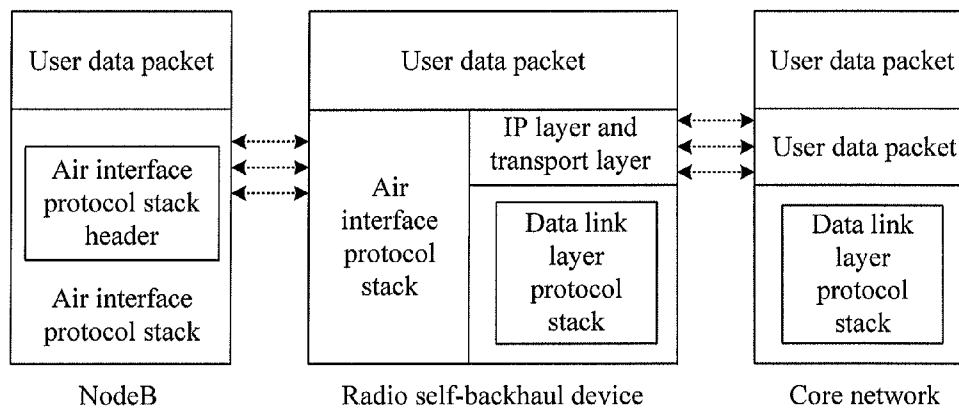 User data packet
Air interface
protocol stack
header
Air interface
protocol stack
NodeB
User data packet
Air
interface
protocol
stack
IP layer and
transport layer
Data link
layer
protocol
stack
Radio self-backhaul device
User data packet
User data packet
Data link
layer
protocol
stack
Core network